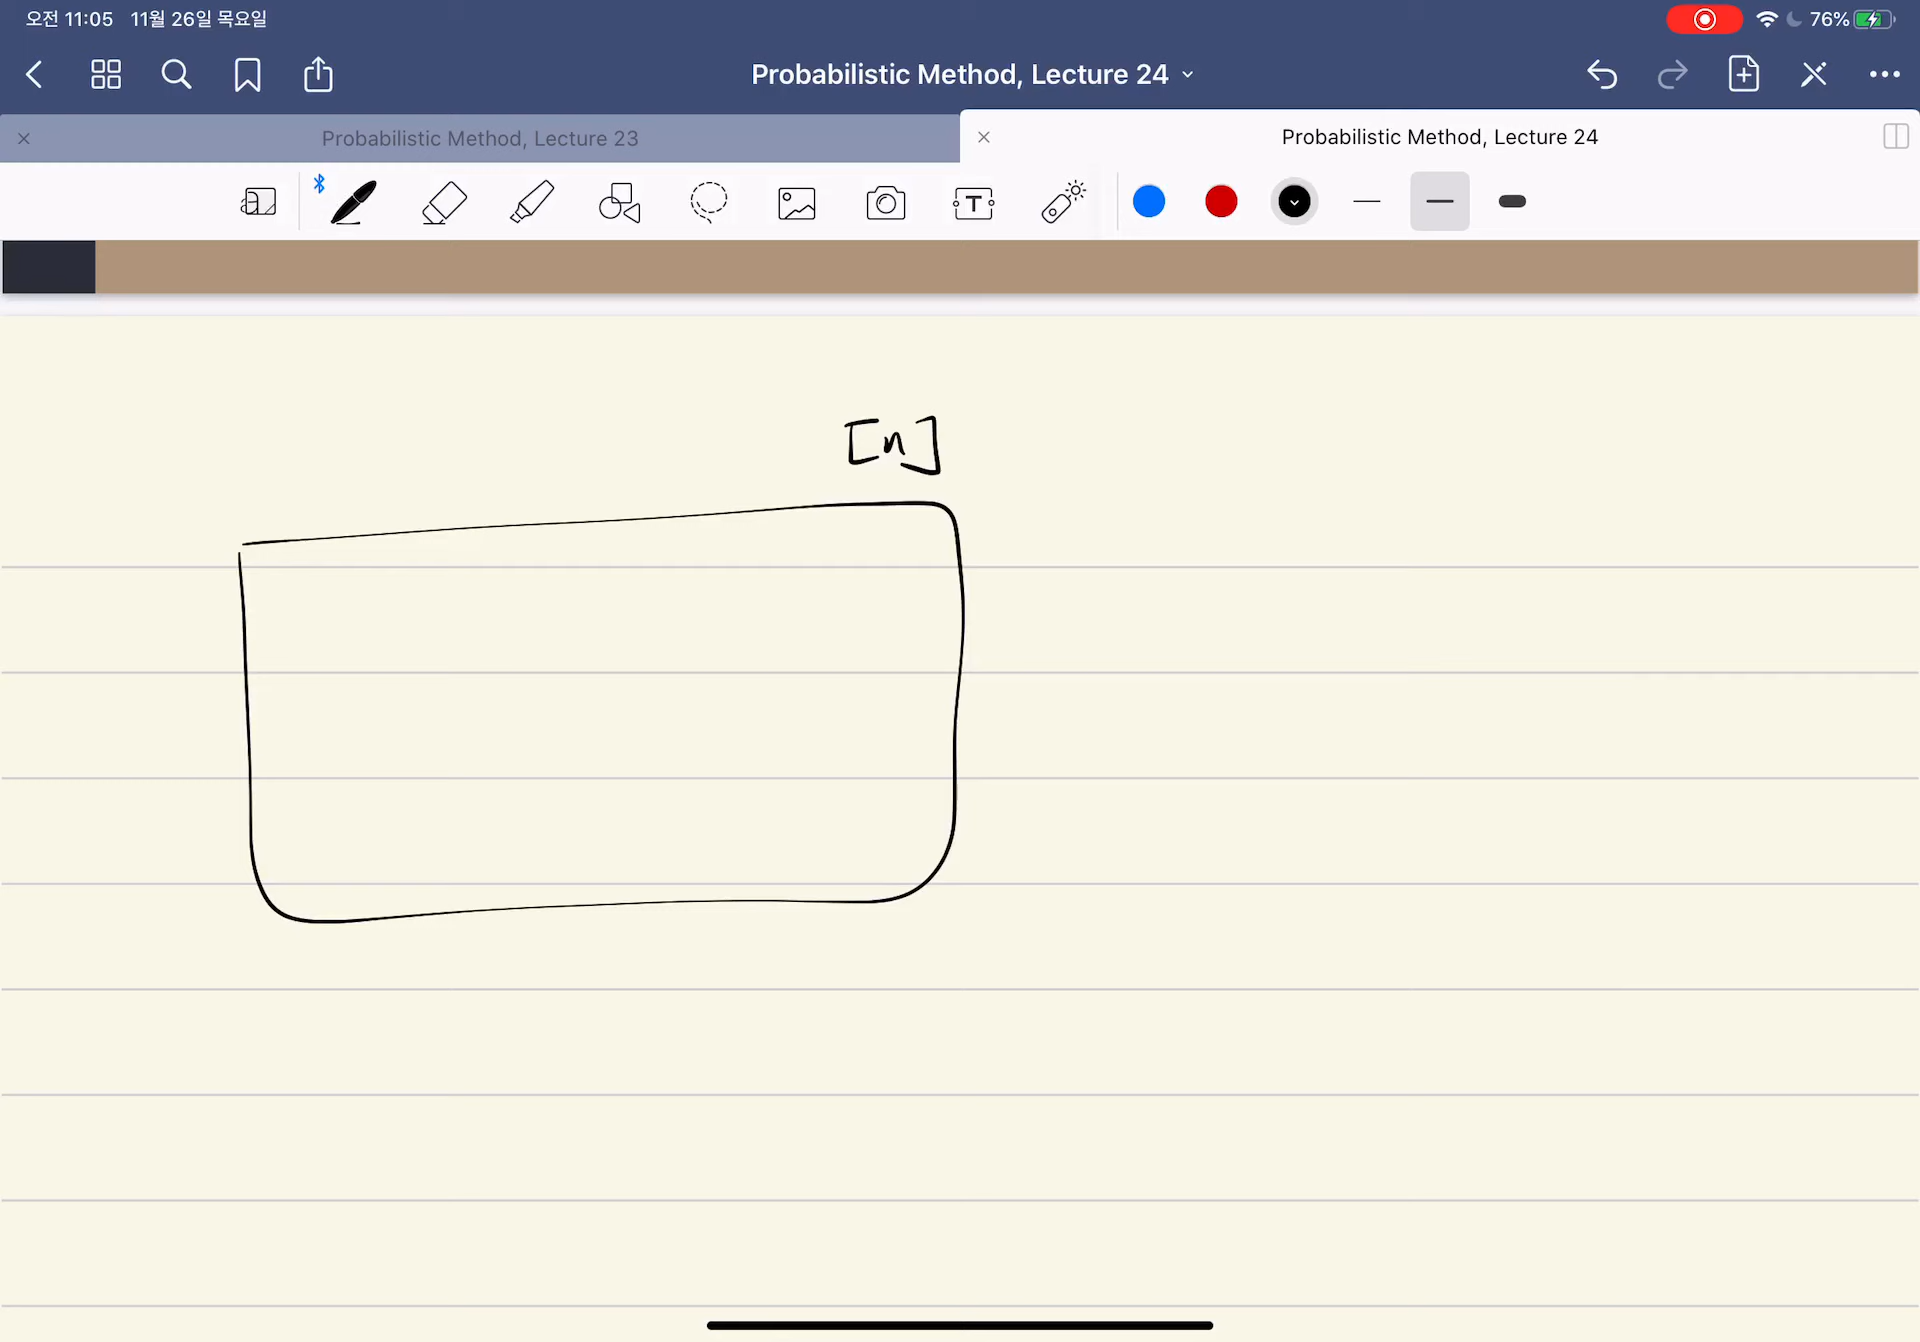 오전 11:05 11월 26일 목요일
76%
Probabilistic Method, Lecture 24
Probabilistic Method, Lecture 23
Probabilistic Method, Lecture 24
[n]